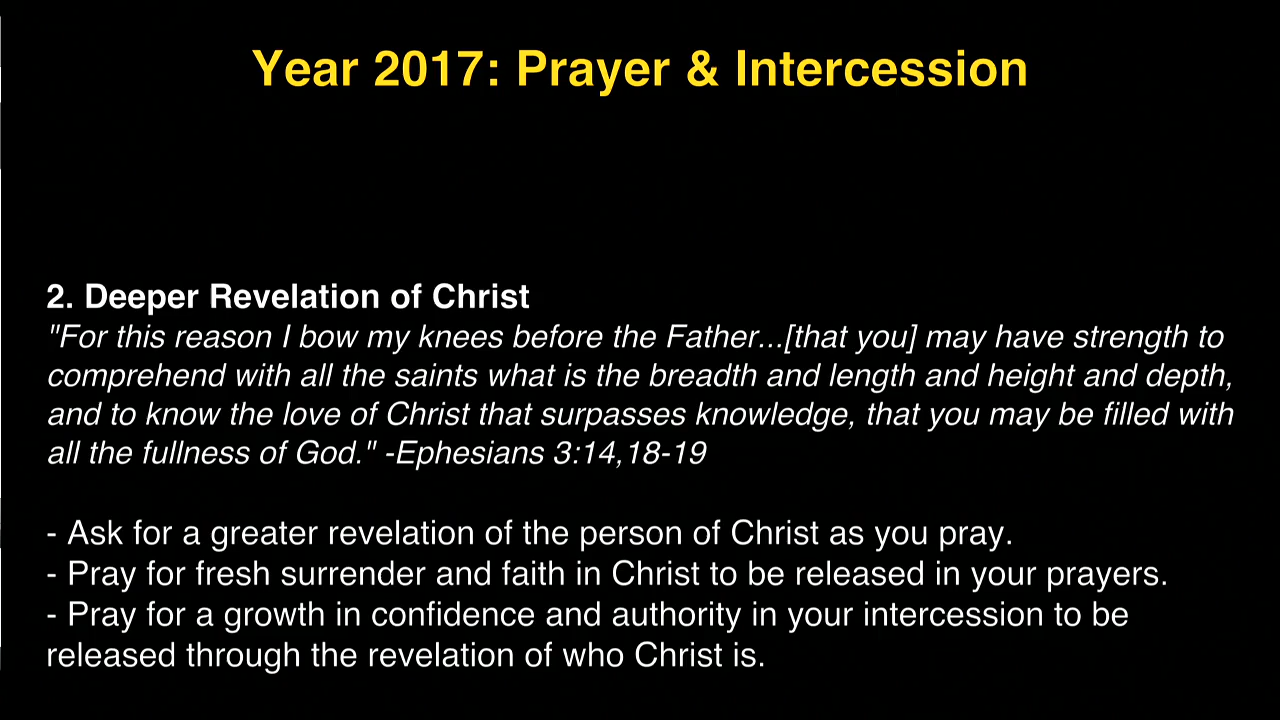 Year 2017: Prayer & Intercession
2. Deeper Revelation of Christ
"For this reason I bow my knees before the Father...[that you] may have strength to
comprehend with all the saints what is the breadth and length and height and depth,
and to know the love of Christ that surpasses knowledge, that you may be filled with
all the fullness of God." -Ephesians 3:14,18-19
- Ask for a greater revelation of the person of Christ as you pray.
- Pray for fresh surrender and faith in Christ to be released in your prayers.
- Pray for a growth in confidence and authority in your intercession to be
released through the revelation of who Christ is.